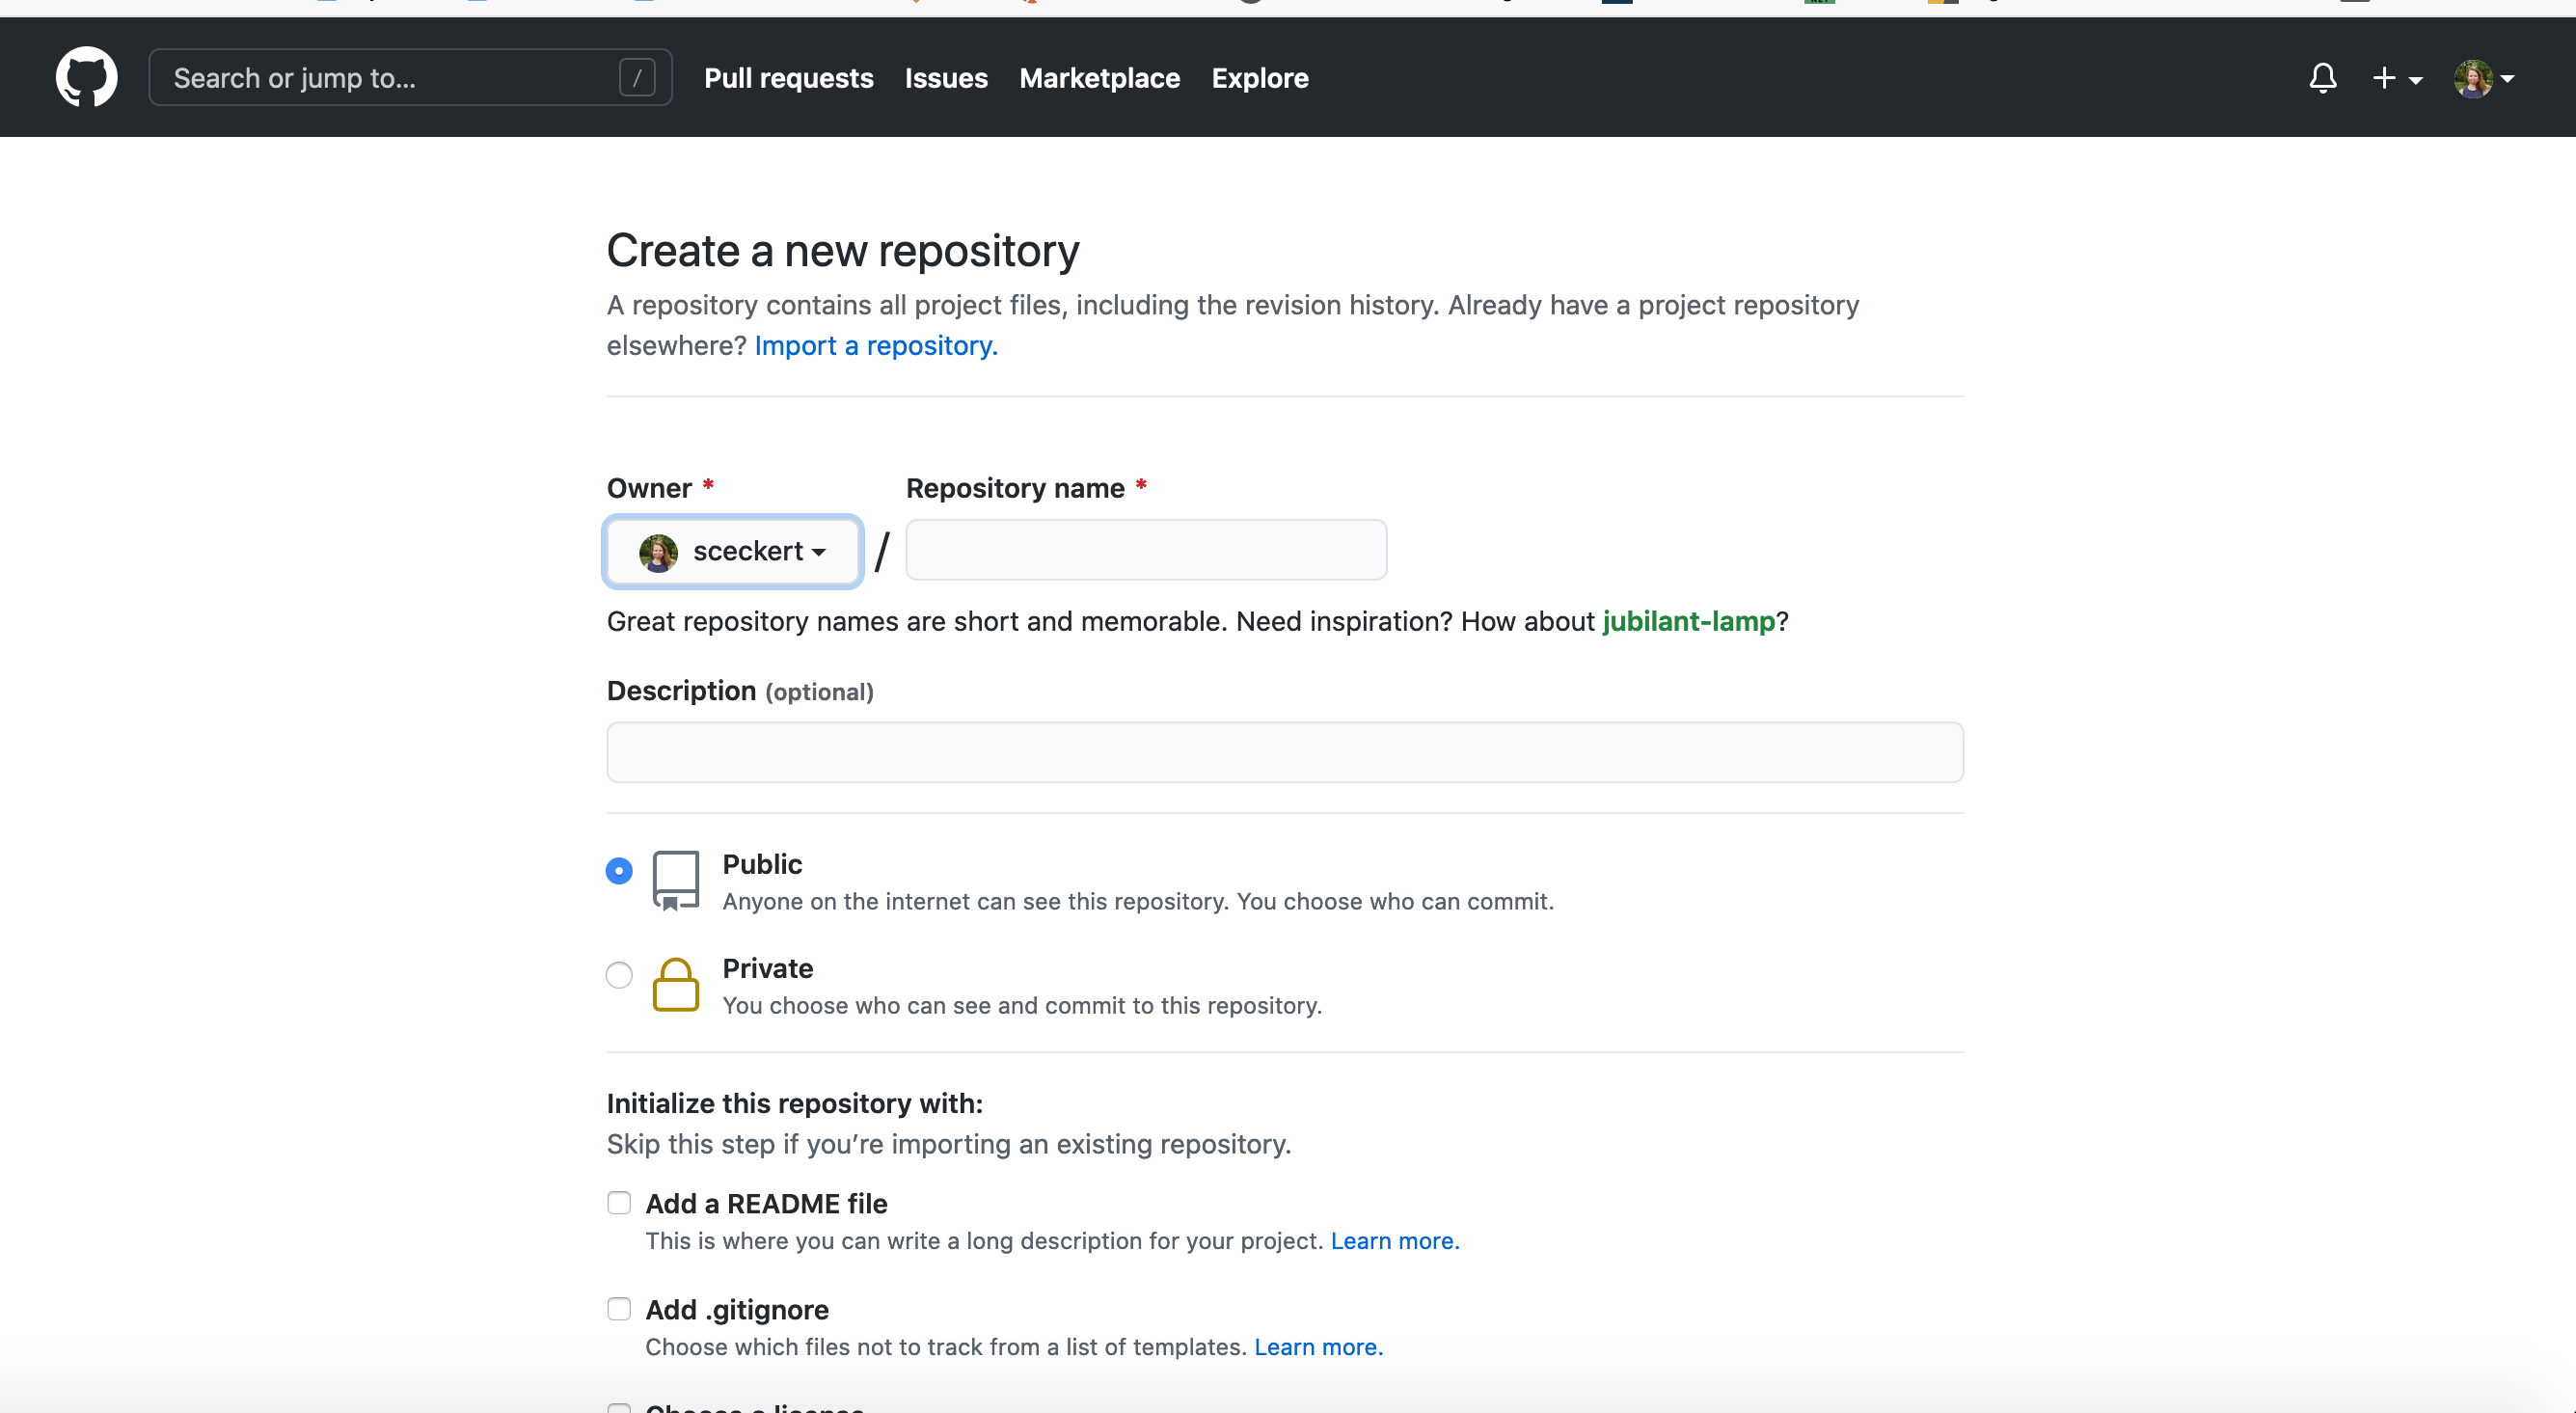 Search or jump to... /
Pull requests Issues Marketplace Explore
Create a new repository
A repository contains all project files, including the revision history. Already have a project repository
elsewhere? Import a repository.
Owner * Repository name *
sceckert /
Great repository names are short and memorable. Need inspiration? How about jubilant-lamp?
Description (optional)
Public
Anyone on the internet can see this repository. You choose who can commit.
Private
You choose who can see and commit to this repository.
Initialize this repository with:
Skip this step if you’re importing an existing repository.
Add a README file
This is where you can write a long description for your project. Learn more.
Add .gitignore
Choose which files not to track from a list of templates. Learn more.
Choose a license